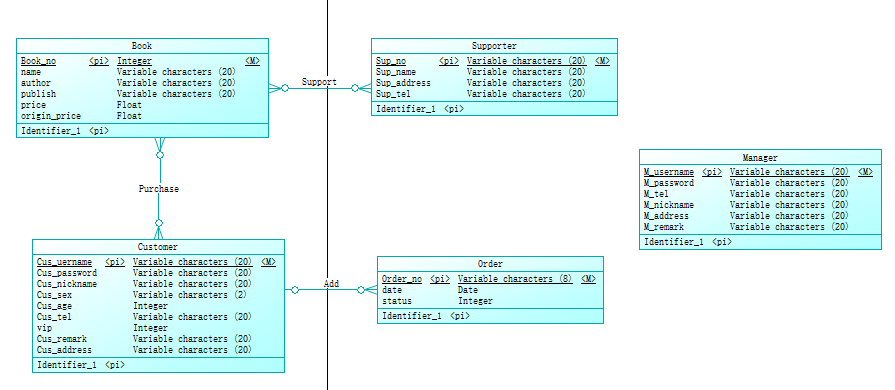 Book
Book_no <pi> Integer <M>
name Variable characters (20)
author Variable characters (20)
publish Variable characters (20)
price Float
origin_price Float
Identifier_1 <pi>
Support
Supporter
Sup_no <pi> Variable characters (20) <M>
Sup_name Variable characters (20)
Sup_address Variable characters (20)
Sup_tel Variable characters (20)
Identifier_1 <pi>
Manager
M_username <pi> Variable characters (20) <M>
M_password Variable characters (20)
M_tel Variable characters (20)
M_nickname Variable characters (20)
M_address Variable characters (20)
M_remark Variable characters (20)
Identifier_1 <pi>
Purchase
Customer
Cus_uername <pi> Variable characters (20) <M>
Cus_password Variable characters (20)
Cus_nickname Variable characters (20)
Cus_sex Variable characters (2)
Cus_age Integer
Cus_tel Variable characters (20)
vip Integer
Cus_remark Variable characters (20)
Cus_address Variable characters (20)
Identifier_1 <pi>
Add
Order
Order_no <pi> Variable characters (8) <M>
date Date
status Integer
Identifier_1 <pi>